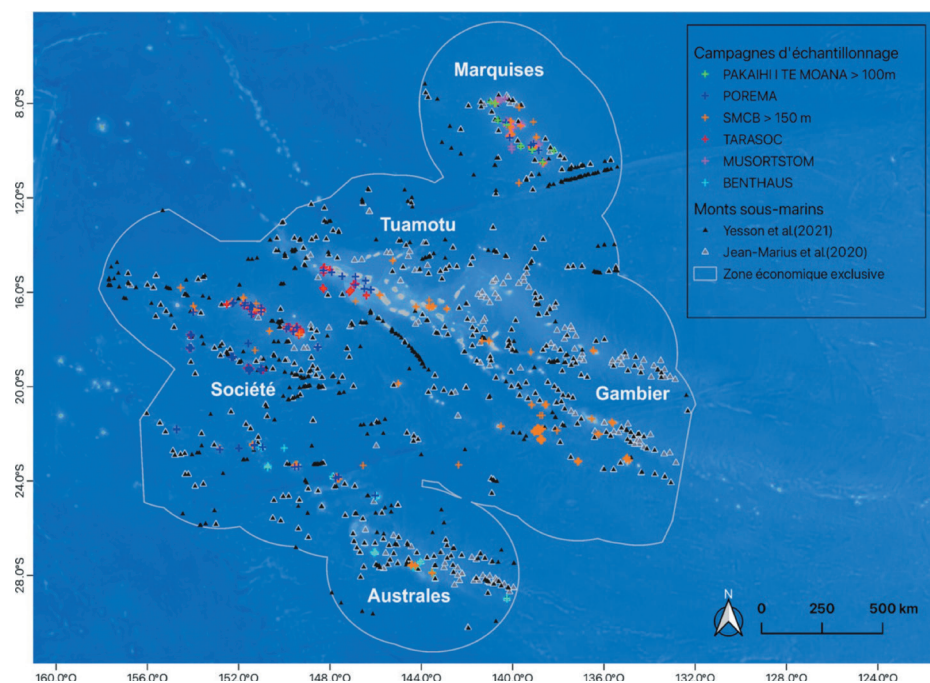 Campagnes d'échantillonnage
PAKAIHI I TE MOANA > 100m
POREMA
SMCB > 150 m
TARASOC
MUSORTSTOM
BENTHAUS
Monts sous-marins
Yesson et al(2021)
Jean-Marius et al(2020)
Zone économique exclusive
Marquises
Tuamotu
Société
Gambier
Australes
8.0°S
12.0°S
16.0°S
20.0°S
24.0°S
28.0°S
N
0 250 500 km
160.0°O 156.0°O 152.0°O 148.0°O 144.0°O 140.0°O 136.0°O 132.0°O 128.0°O 124.0°O